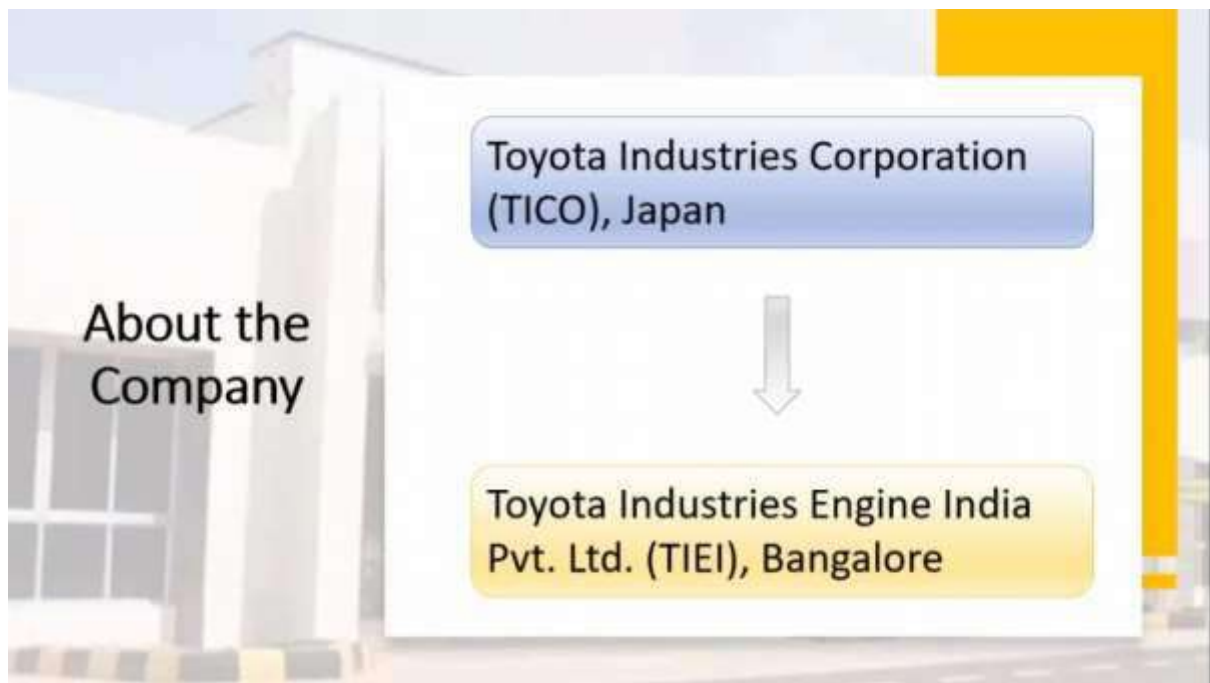 About the
Company
Toyota Industries Corporation
(TICO), Japan
Toyota Industries Engine India
Pvt. Ltd. (TIEI), Bangalore